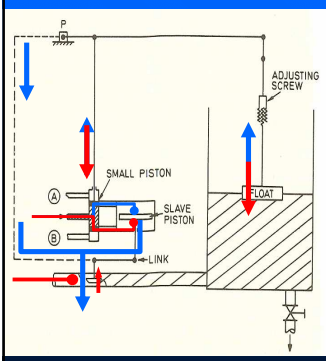 P
ADJUSTING
SCREW
SMALL PISTON
A
FLOAT
SLAVE
PISTON
B
LINK